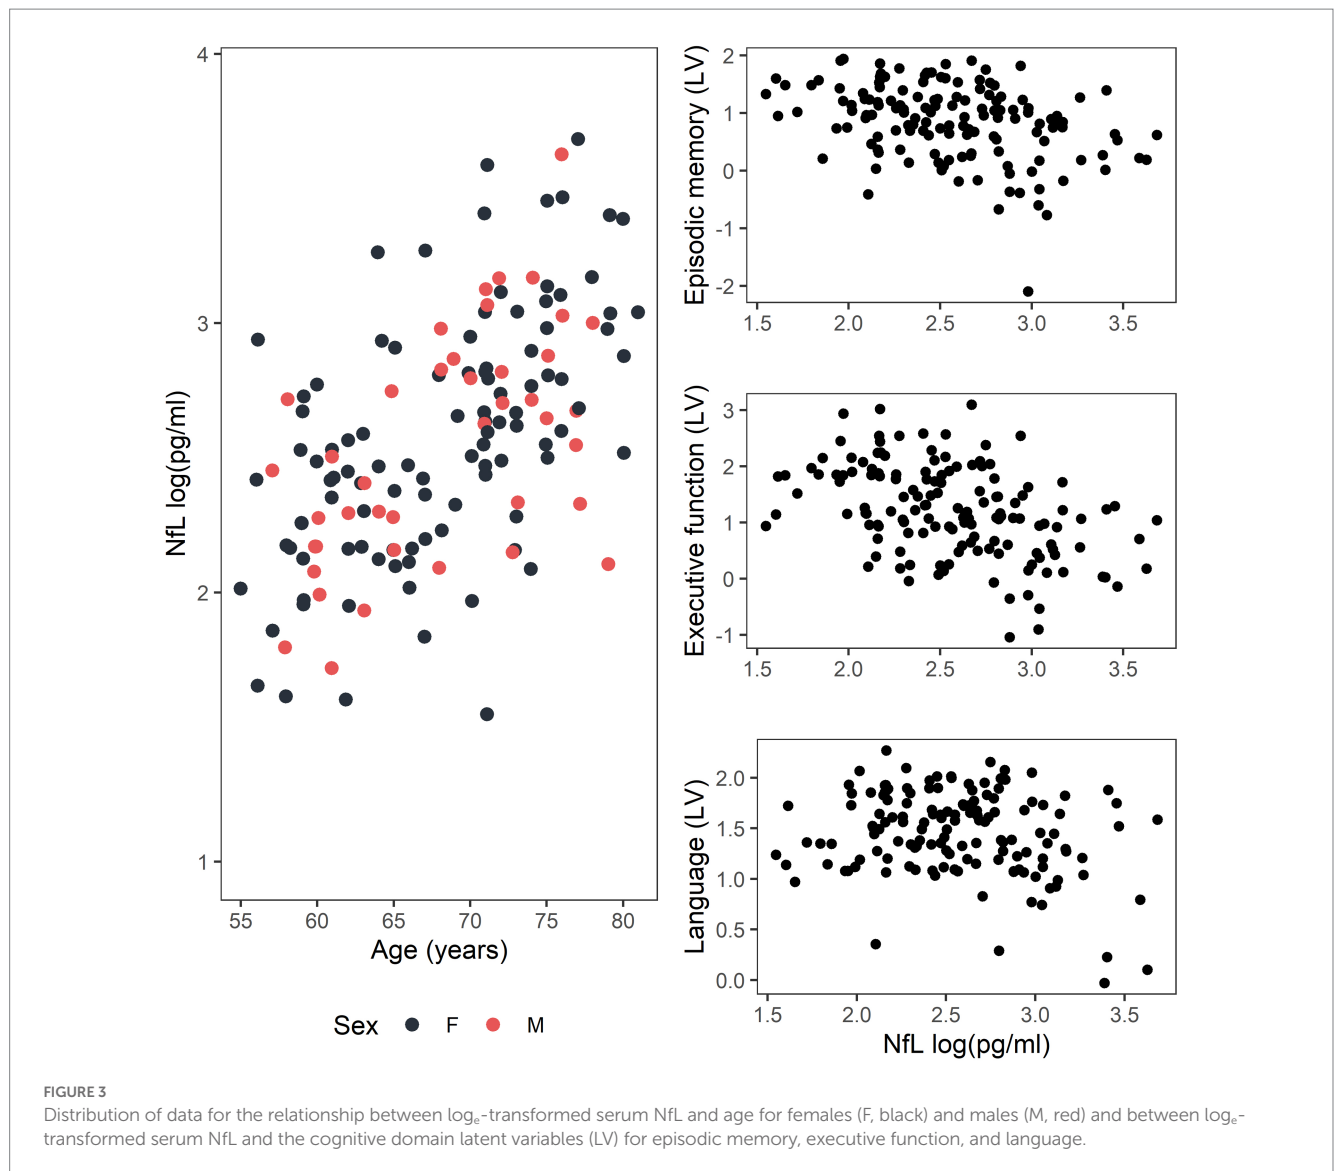 4
3
2
1
NfL log(pg/ml)
55 60 65 70 75 80
Age (years)
Sex F M
2
1
0
-1
-2
Episodic memory (LV)
1.5 2.0 2.5 3.0 3.5
3
2
1
0
-1
Executive function (LV)
1.5 2.0 2.5 3.0 3.5
2.0
1.5
1.0
0.5
0.0
Language (LV)
1.5 2.0 2.5 3.0 3.5
NfL log(pg/ml)
FIGURE 3
Distribution of data for the relationship between logₑ-transformed serum NfL and age for females (F, black) and males (M, red) and between logₑ-
transformed serum NfL and the cognitive domain latent variables (LV) for episodic memory, executive function, and language.